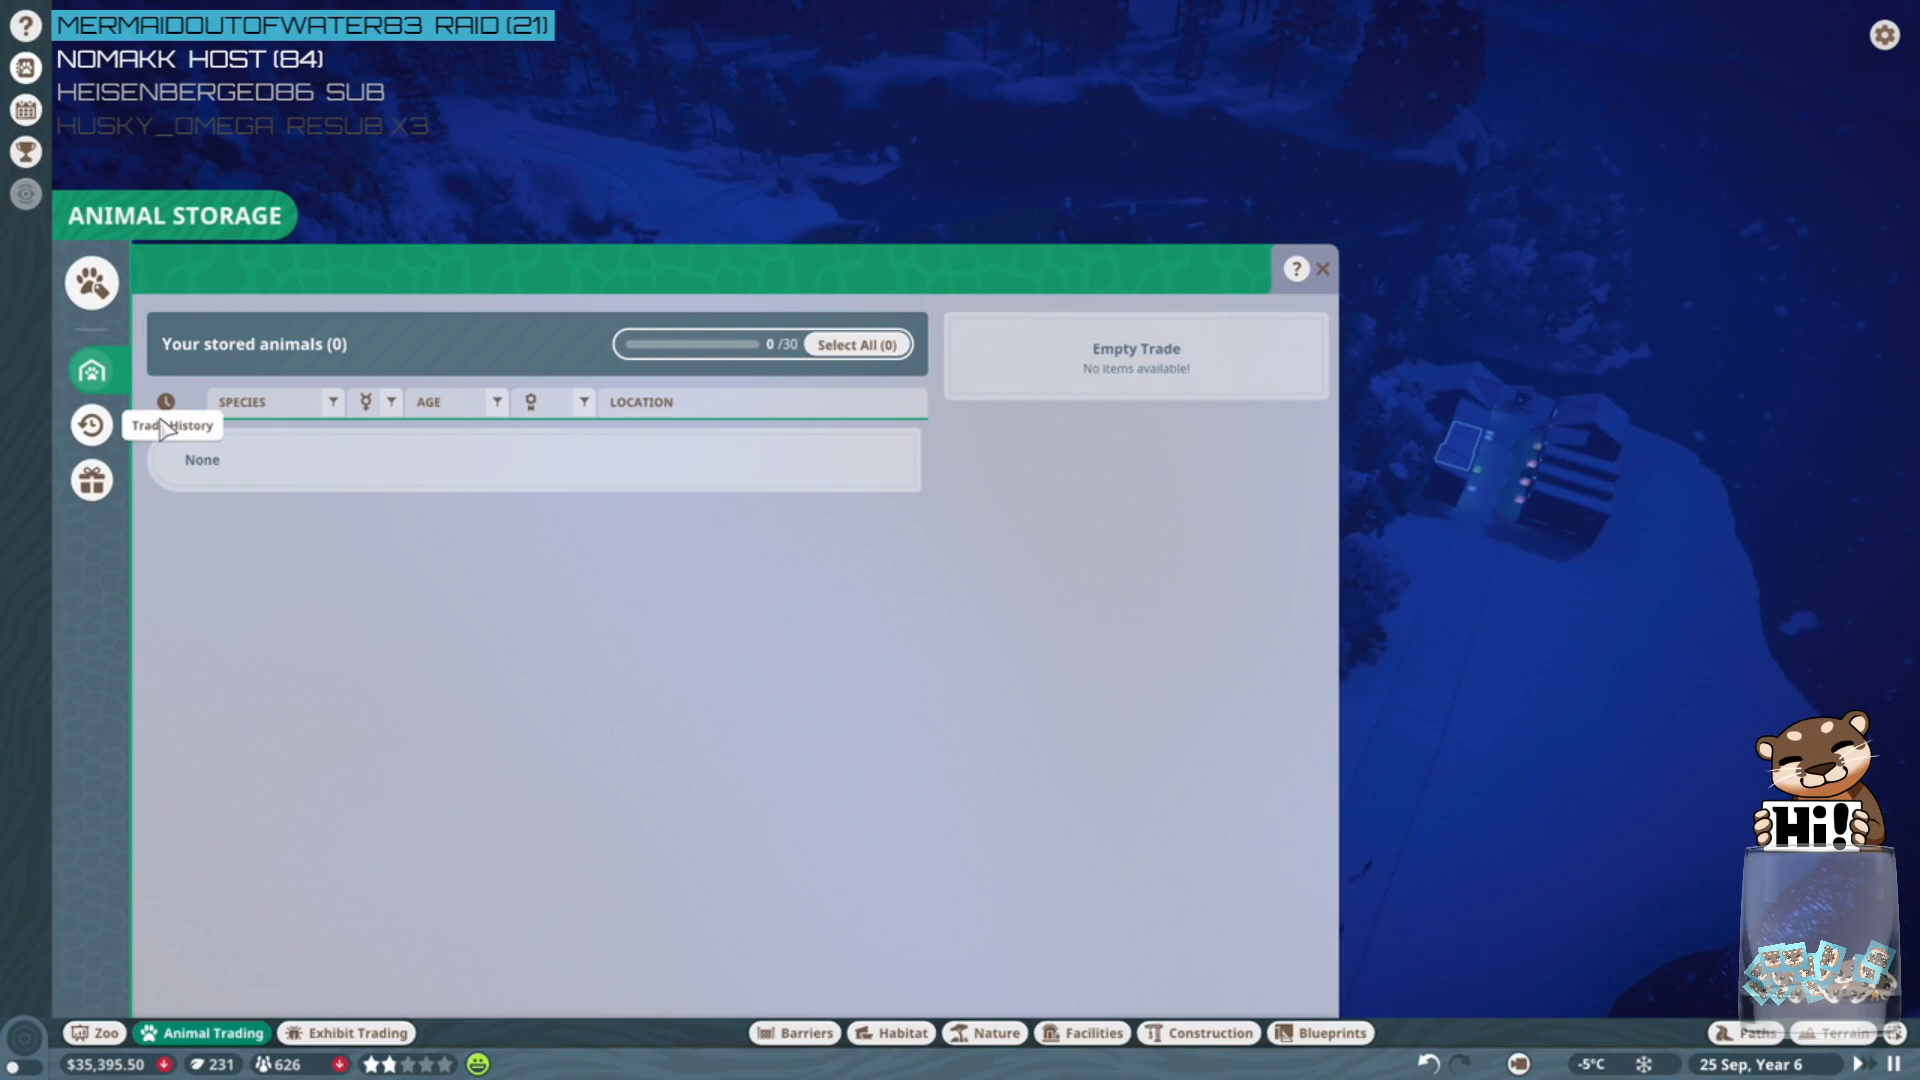 MERMAIDOUTOFWATER83 RAID (21)
NOMAKK HOST (84)
HEISENBERGED86 SUB
HUSKY_OMEGA RESUB X3
ANIMAL STORAGE
?
Your stored animals (0)
0 /30
Select All (0)
Empty Trade
No items available!
SPECIES
AGE
LOCATION
Trade History
None
Hi!
Zoo
Animal Trading
Exhibit Trading
Barriers
Habitat
Nature
Facilities
Construction
Blueprints
Paths
Terrain
$35,395.50
231
626
-5°C
25 Sep, Year 6